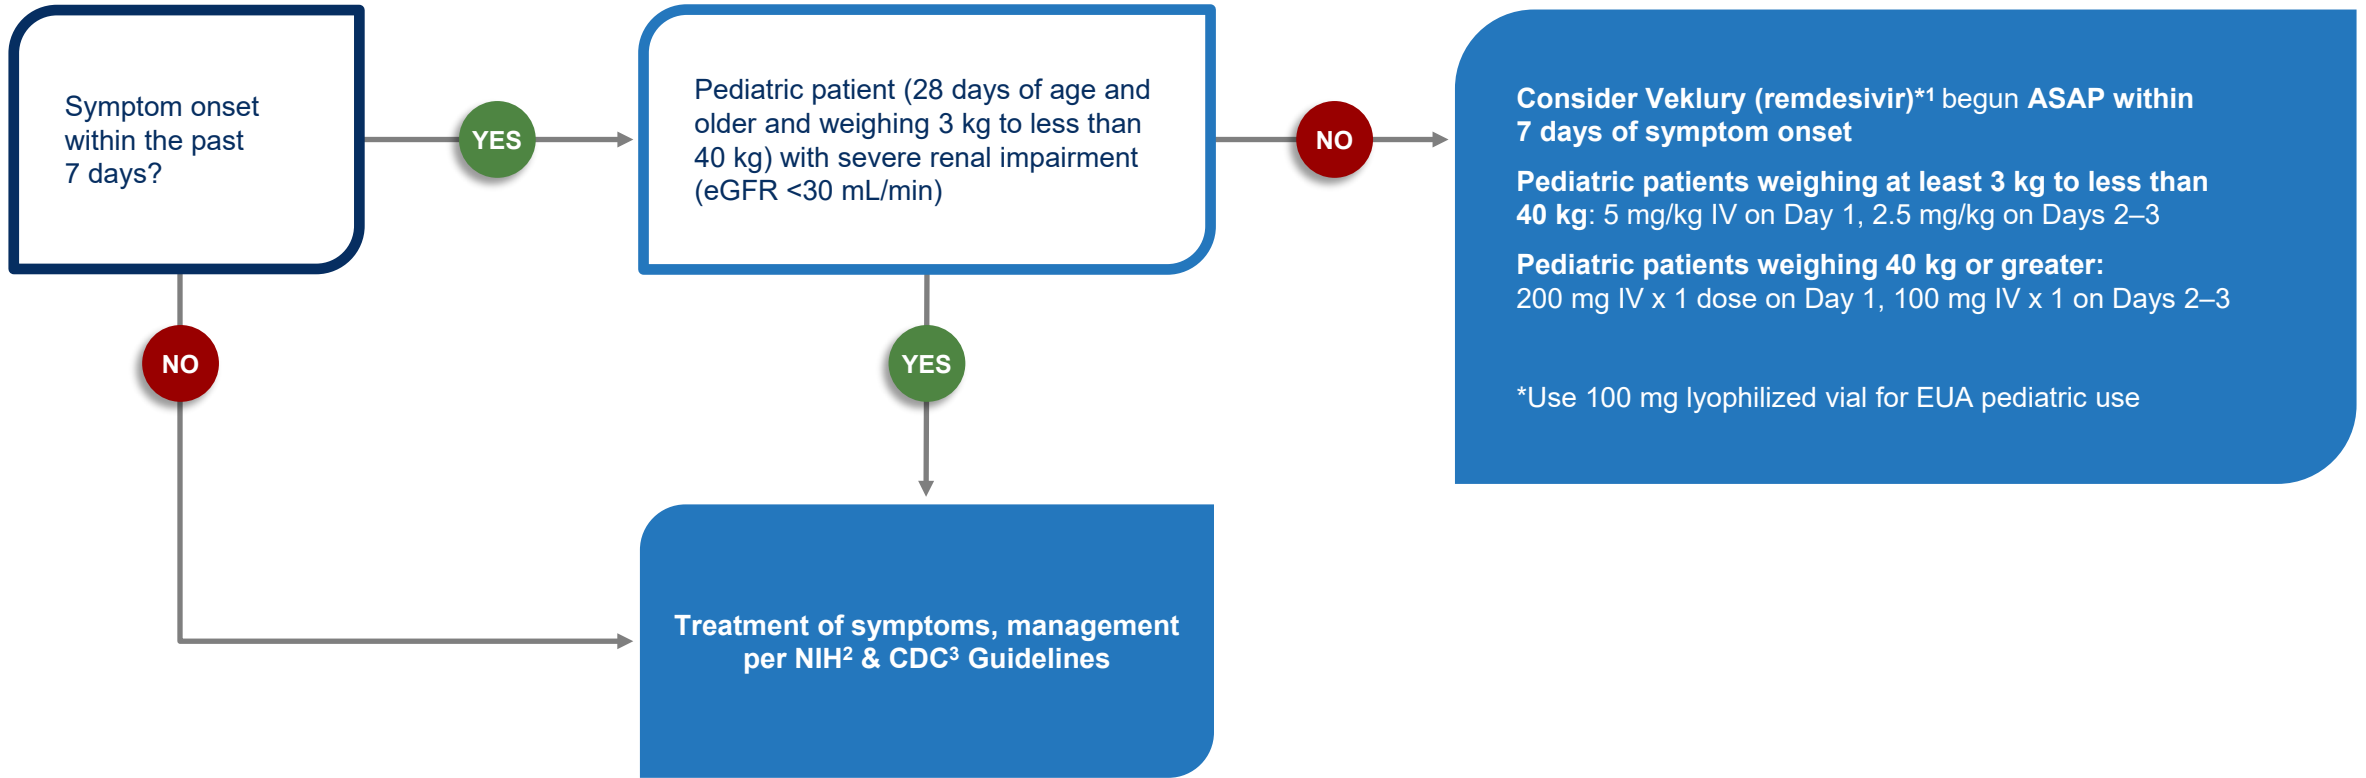 Symptom onset
within the past
7 days?
YES
Pediatric patient (28 days of age and
older and weighing 3 kg to less than
40 kg) with severe renal impairment
(eGFR <30 mL/min)
NO
Consider Veklury (remdesivir)*¹ begun ASAP within
7 days of symptom onset
Pediatric patients weighing at least 3 kg to less than
40 kg: 5 mg/kg IV on Day 1, 2.5 mg/kg on Days 2–3
Pediatric patients weighing 40 kg or greater:
200 mg IV x 1 dose on Day 1, 100 mg IV x 1 on Days 2–3
*Use 100 mg lyophilized vial for EUA pediatric use
NO
YES
Treatment of symptoms, management
per NIH² & CDC³ Guidelines